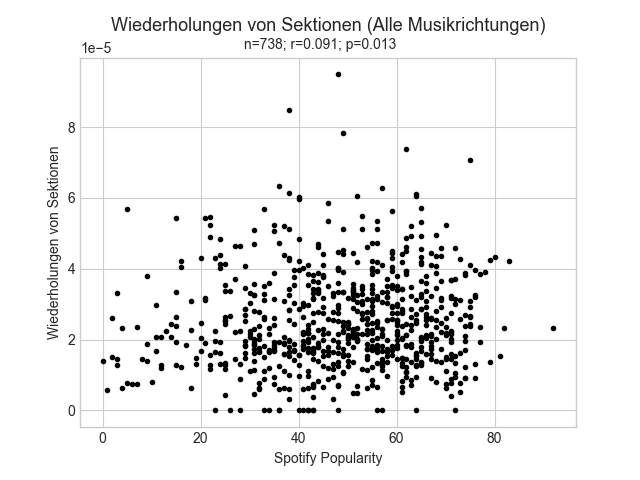 Wiederholungen von Sektionen (Alle Musikrichtungen)
n=738; r=0.091; p=0.013
1e−5
8
6
4
2
0
Wiederholungen von Sektionen
0 20 40 60 80
Spotify Popularity